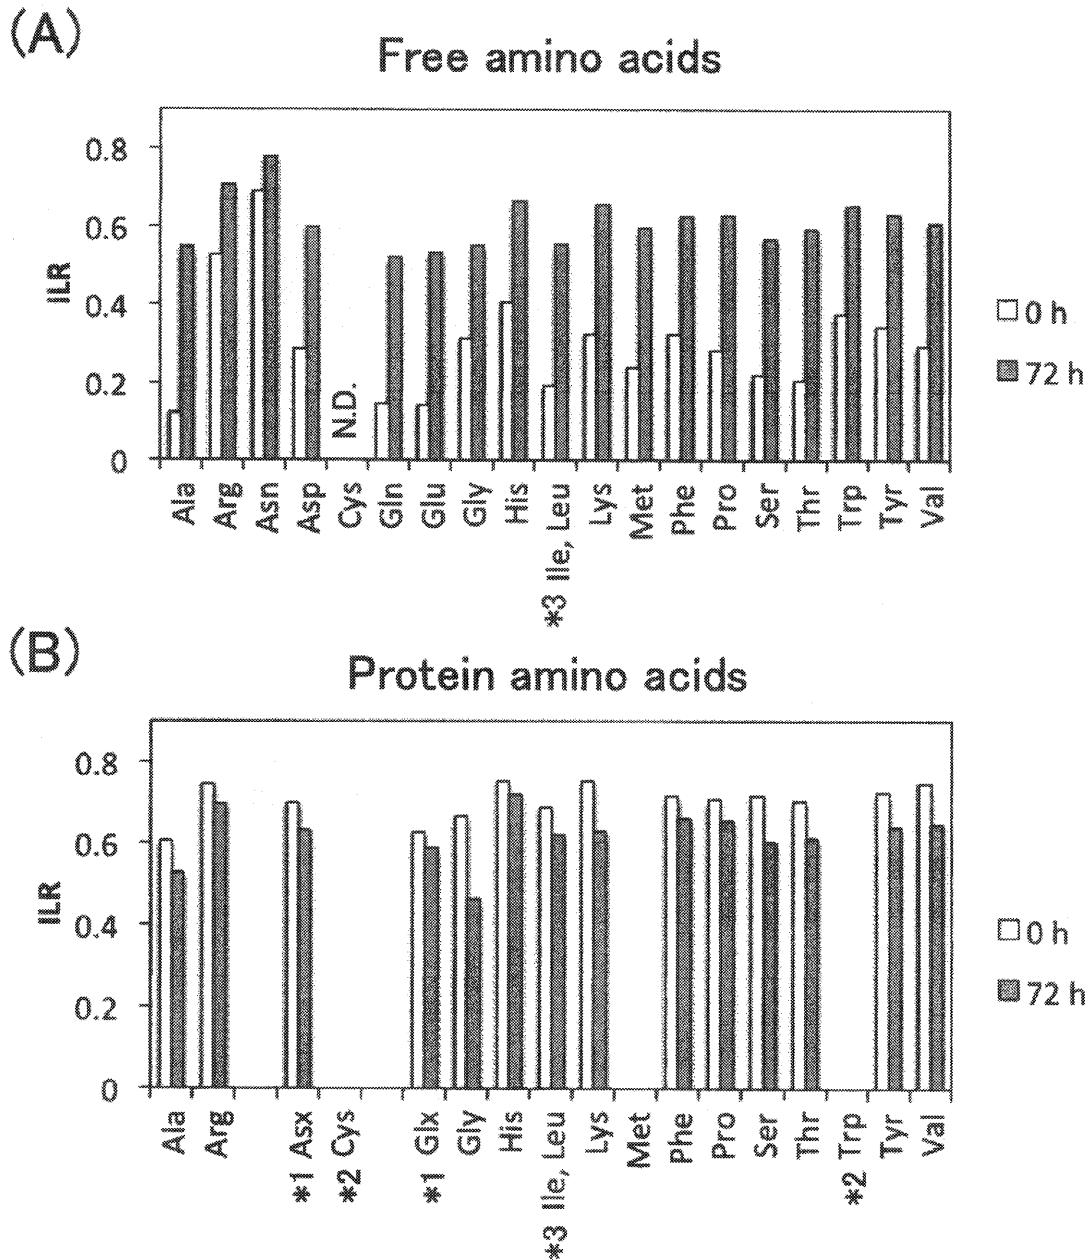 (A)
Free amino acids
ILR
0.8
0.6
0.4
0.2
0
N.D.
Ala
Arg
Asn
Asp
Cys
Gln
Glu
Gly
His
*3 Ile, Leu
Lys
Met
Phe
Pro
Ser
Thr
Trp
Tyr
Val
0 h
72 h
(B)
Protein amino acids
ILR
0.8
0.6
0.4
0.2
0
Ala
Arg
*1 Asx
*2 Cys
*1 Glx
Gly
His
*3 Ile, Leu
Lys
Met
Phe
Pro
Ser
Thr
*2 Trp
Tyr
Val
0 h
72 h